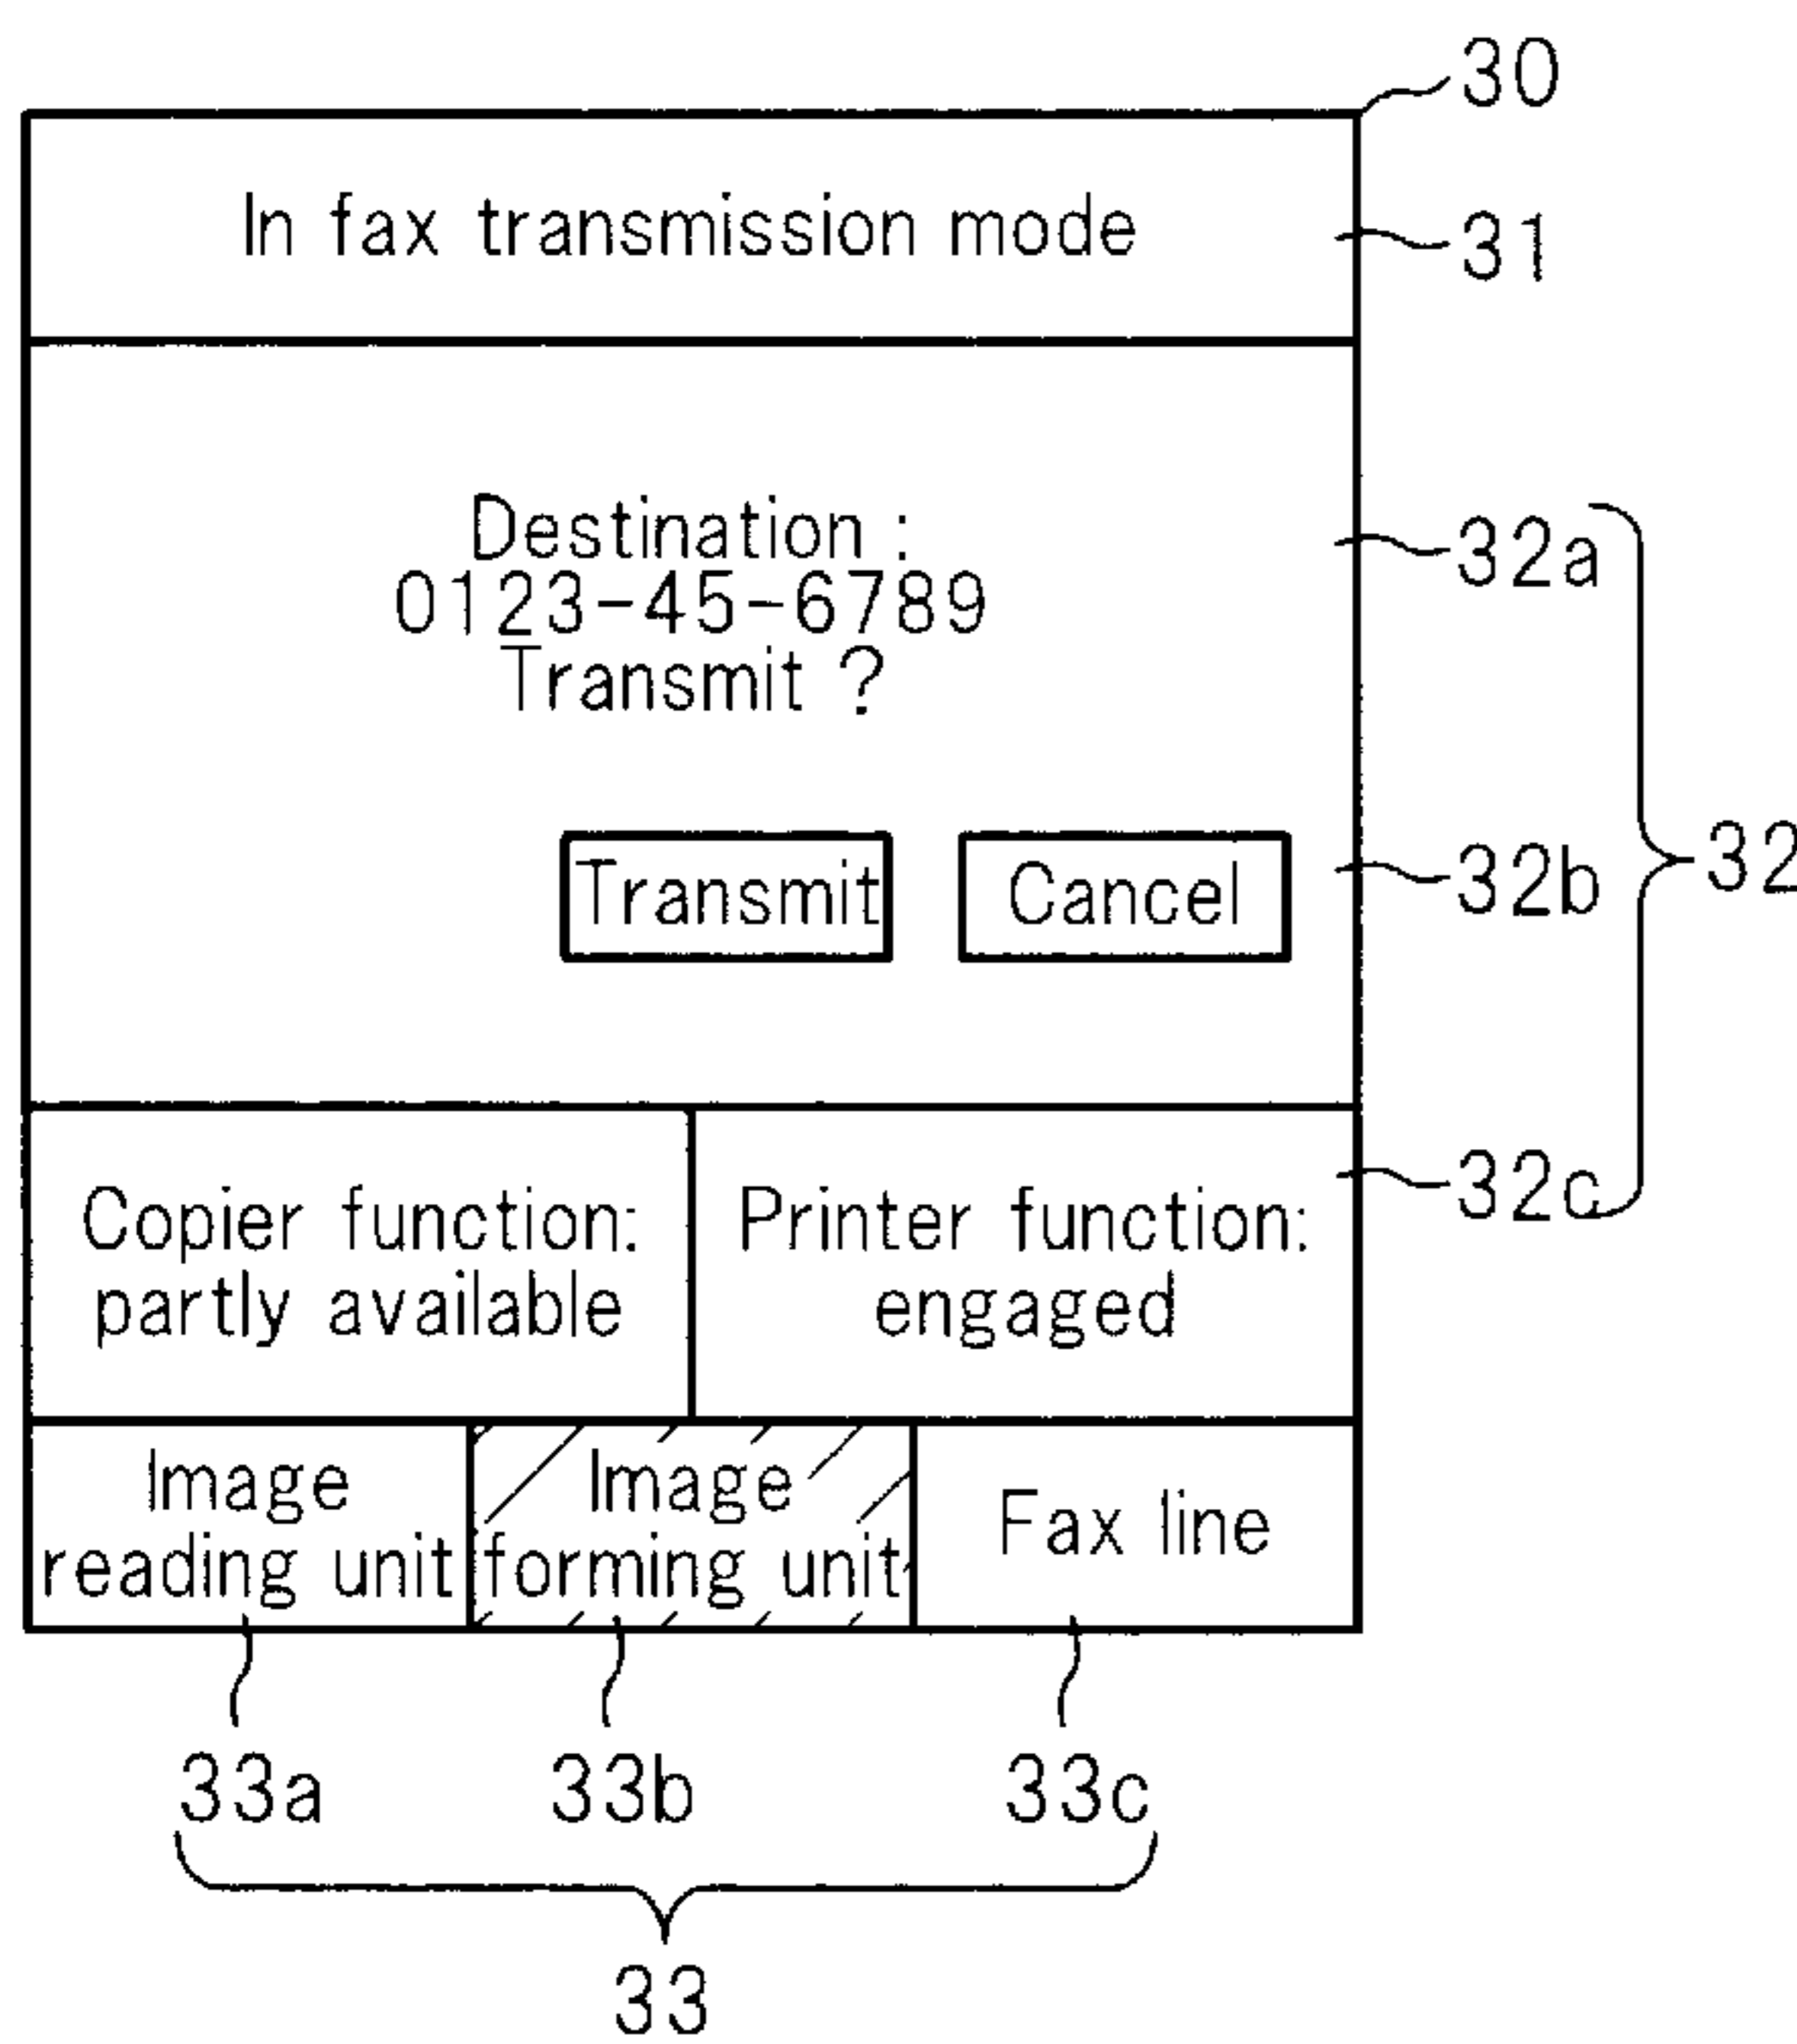 30
In fax transmission mode
31
Destination :
0123-45-6789
Transmit ?
32a
Transmit
Cancel
32b
32
32c
Copier function:
partly available
Printer function:
engaged
Image
reading unit
Image
forming unit
Fax line
33a
33b
33c
33